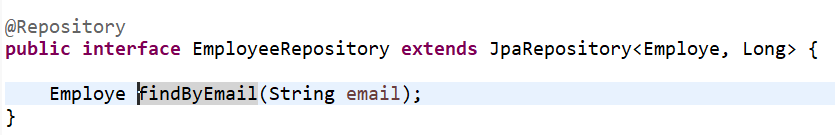 @Repository
public interface EmployeeRepository extends JpaRepository<Employe, Long> {
Employe findByEmail(String email);
}